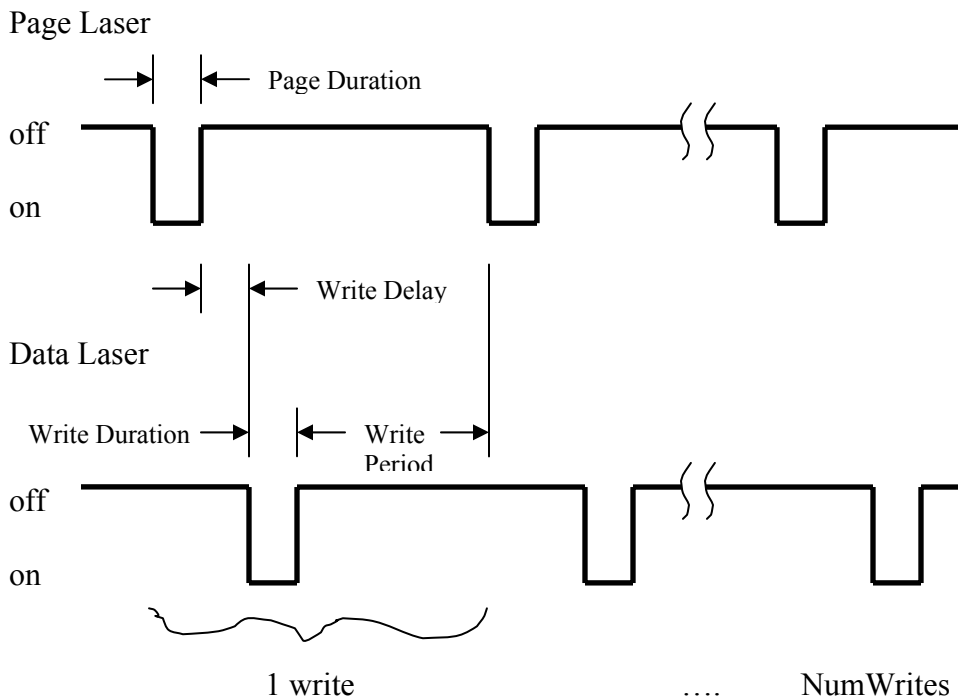 Page Laser
Page Duration
off
on
Write Delay
Data Laser
Write Duration
Write
Period
off
on
1 write
....
NumWrites